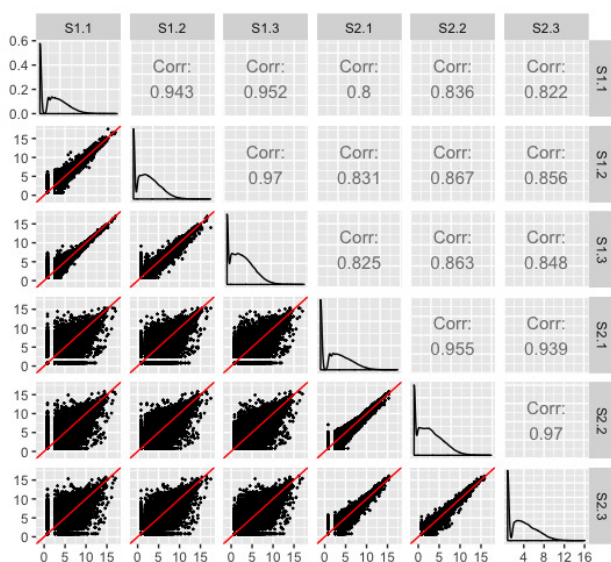 S1.1 S1.2 S1.3 S2.1 S2.2 S2.3
0.6
0.4
0.2
0.0
Corr:
0.943
Corr:
0.952
Corr:
0.8
Corr:
0.836
Corr:
0.822
S1.1
15
10
5
0
Corr:
0.97
Corr:
0.831
Corr:
0.867
Corr:
0.856
S1.2
15
10
5
0
Corr:
0.825
Corr:
0.863
Corr:
0.848
S1.3
15
10
5
0
Corr:
0.955
Corr:
0.939
S2.1
15
10
5
0
Corr:
0.97
S2.2
15
10
5
0
S2.3
0 5 10 15 0 5 10 15 0 5 10 15 0 5 10 15 0 5 10 15 4 8 12 16